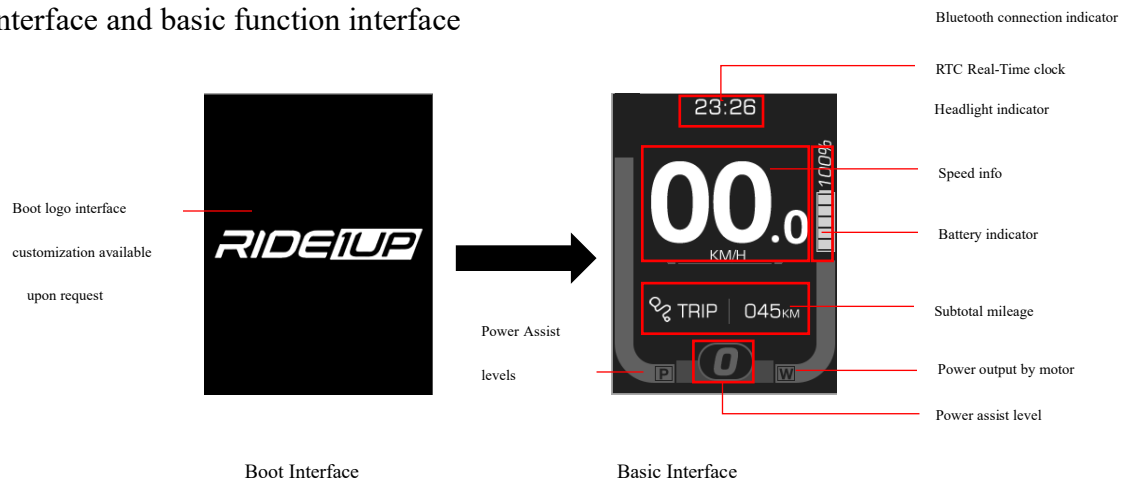 nterface and basic function interface
Bluetooth connection indicator
RTC Real-Time clock
Headlight indicator
Speed info
Battery indicator
Subtotal mileage
Power output by motor
Power assist level
Boot logo interface
customization available
upon request
RIDE1UP
Power Assist
levels
23:26
100%
00.0
KM/H
TRIP 045KM
P 0 W
Boot Interface
Basic Interface